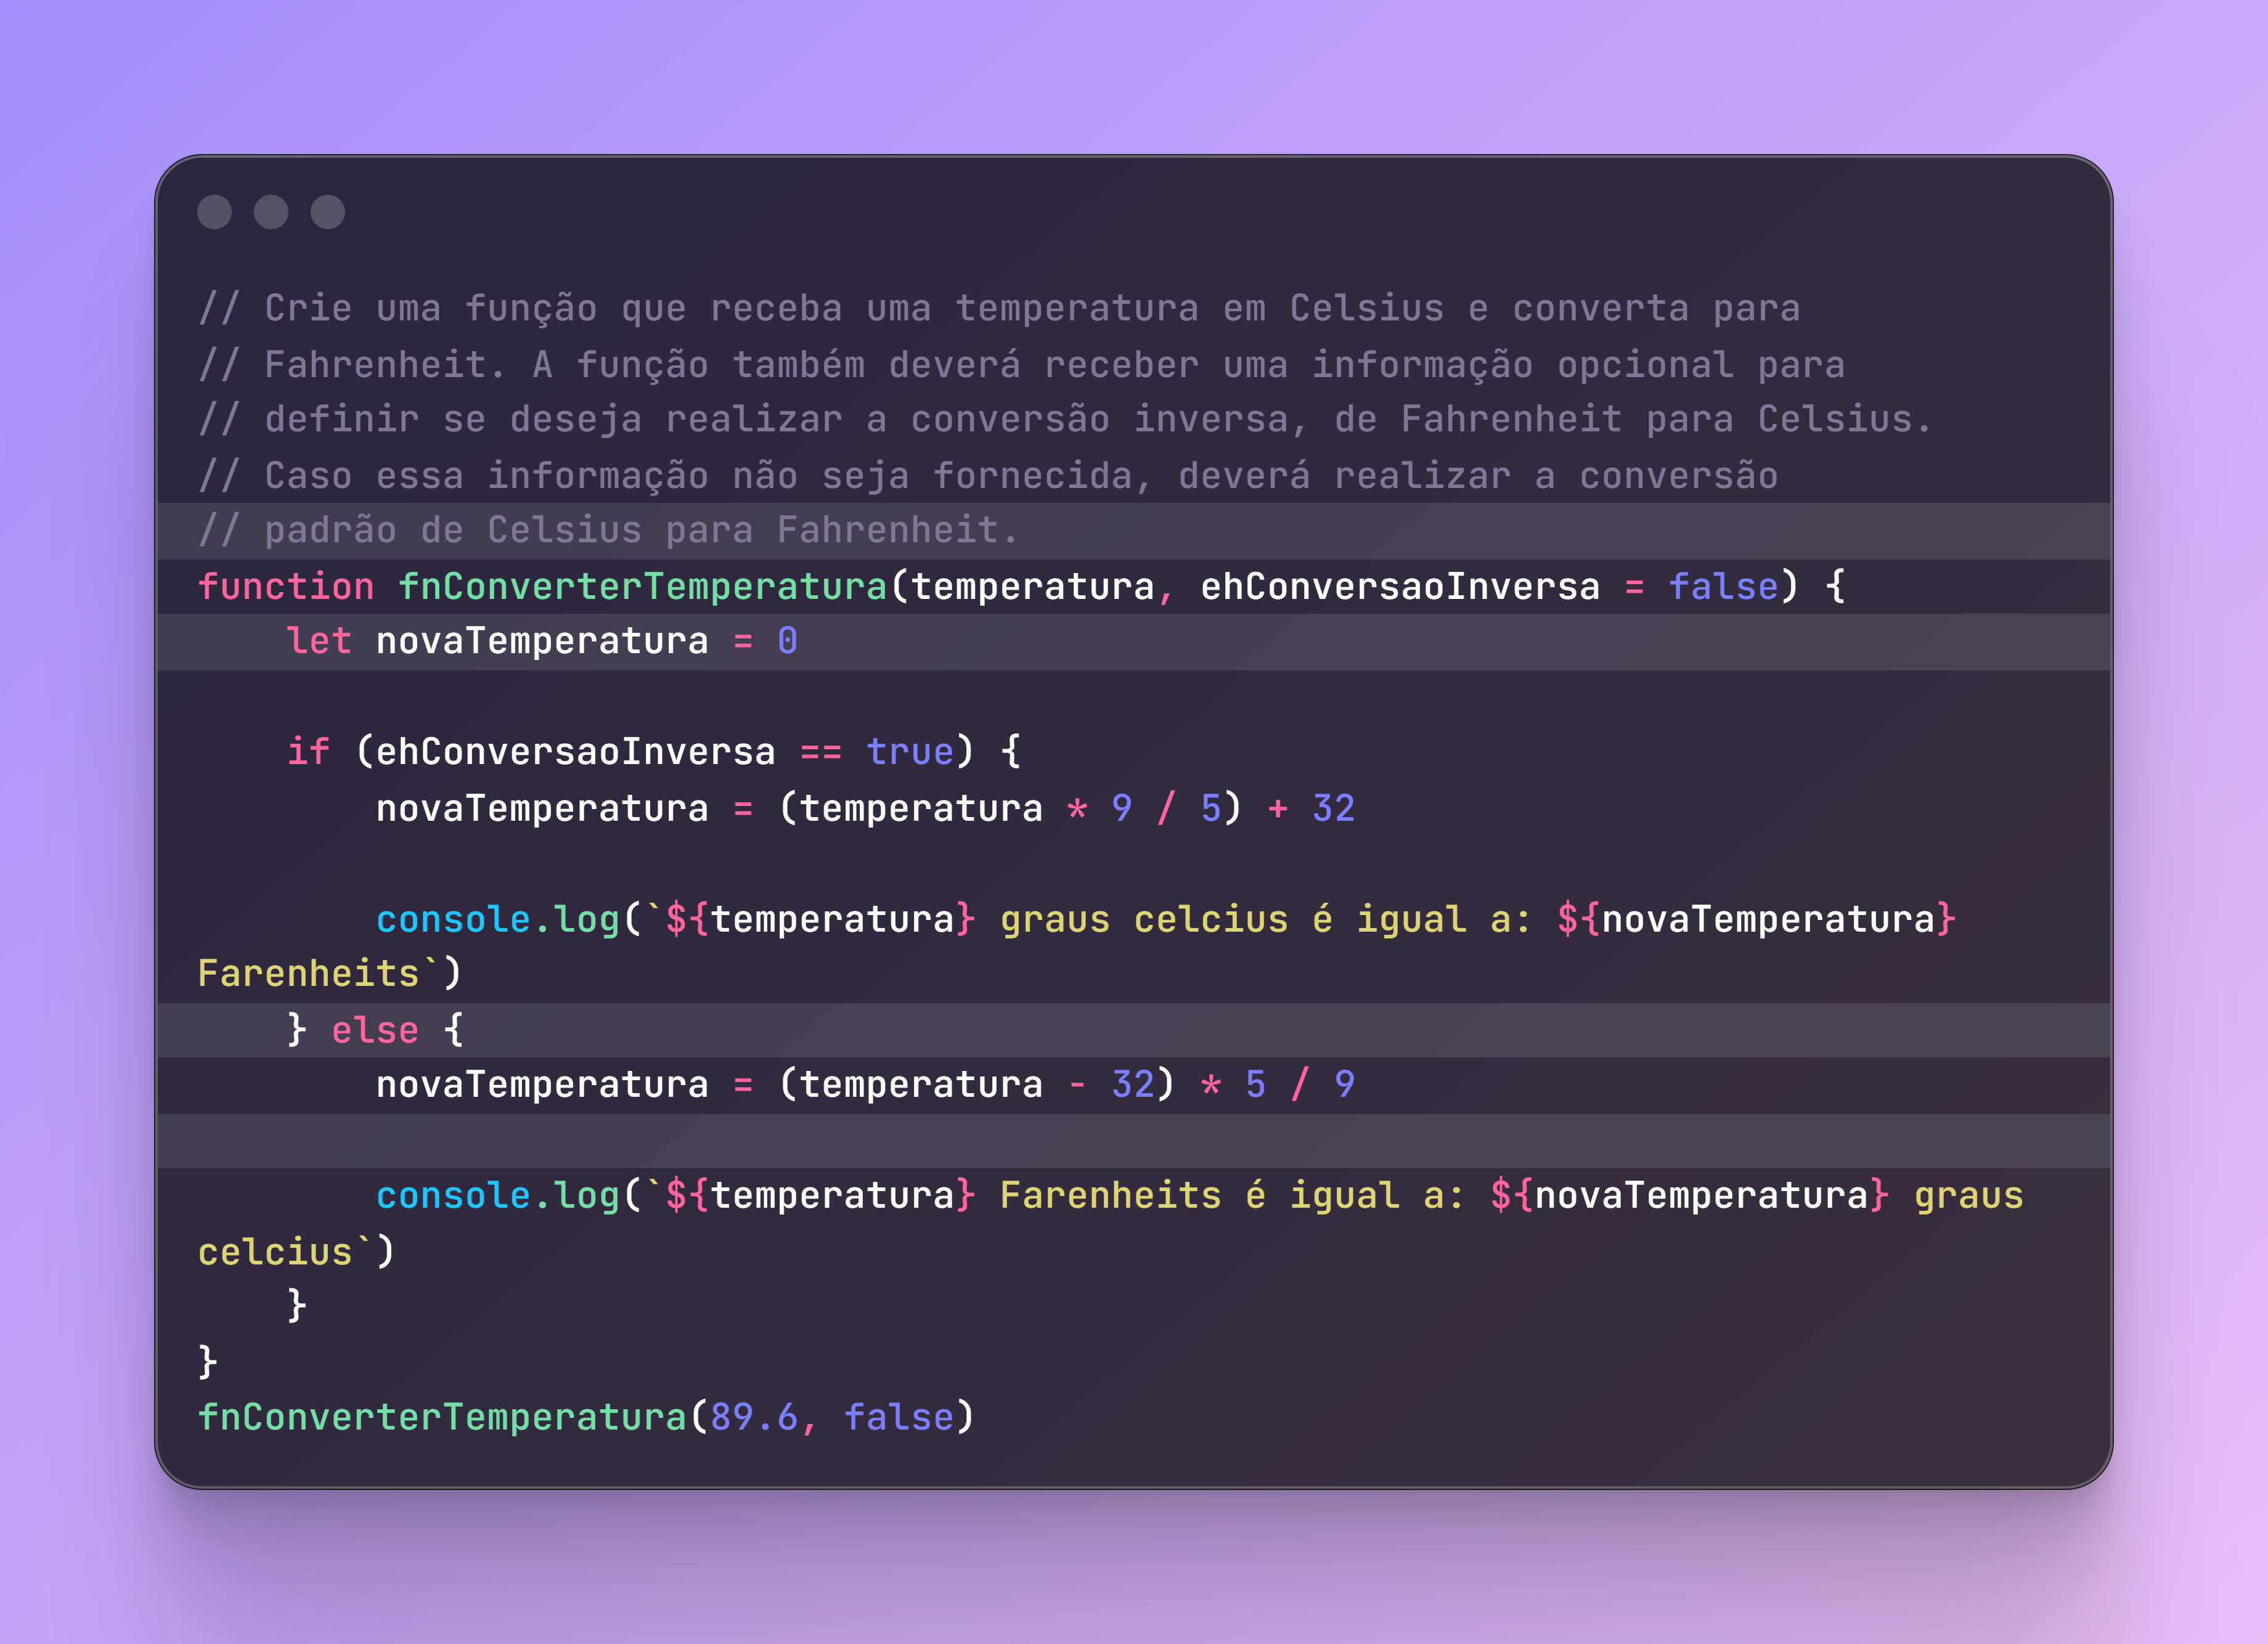 // Crie uma função que receba uma temperatura em Celsius e converta para
// Fahrenheit. A função também deverá receber uma informação opcional para
// definir se deseja realizar a conversão inversa, de Fahrenheit para Celsius.
// Caso essa informação não seja fornecida, deverá realizar a conversão
// padrão de Celsius para Fahrenheit.
function fnConverterTemperatura(temperatura, ehConversaoInversa = false) {
    let novaTemperatura = 0

    if (ehConversaoInversa == true) {
        novaTemperatura = (temperatura * 9 / 5) + 32

        console.log(`${temperatura} graus celcius é igual a: ${novaTemperatura}
Farenheits`)
    } else {
        novaTemperatura = (temperatura - 32) * 5 / 9

        console.log(`${temperatura} Farenheits é igual a: ${novaTemperatura} graus
celcius`)
    }
}
fnConverterTemperatura(89.6, false)